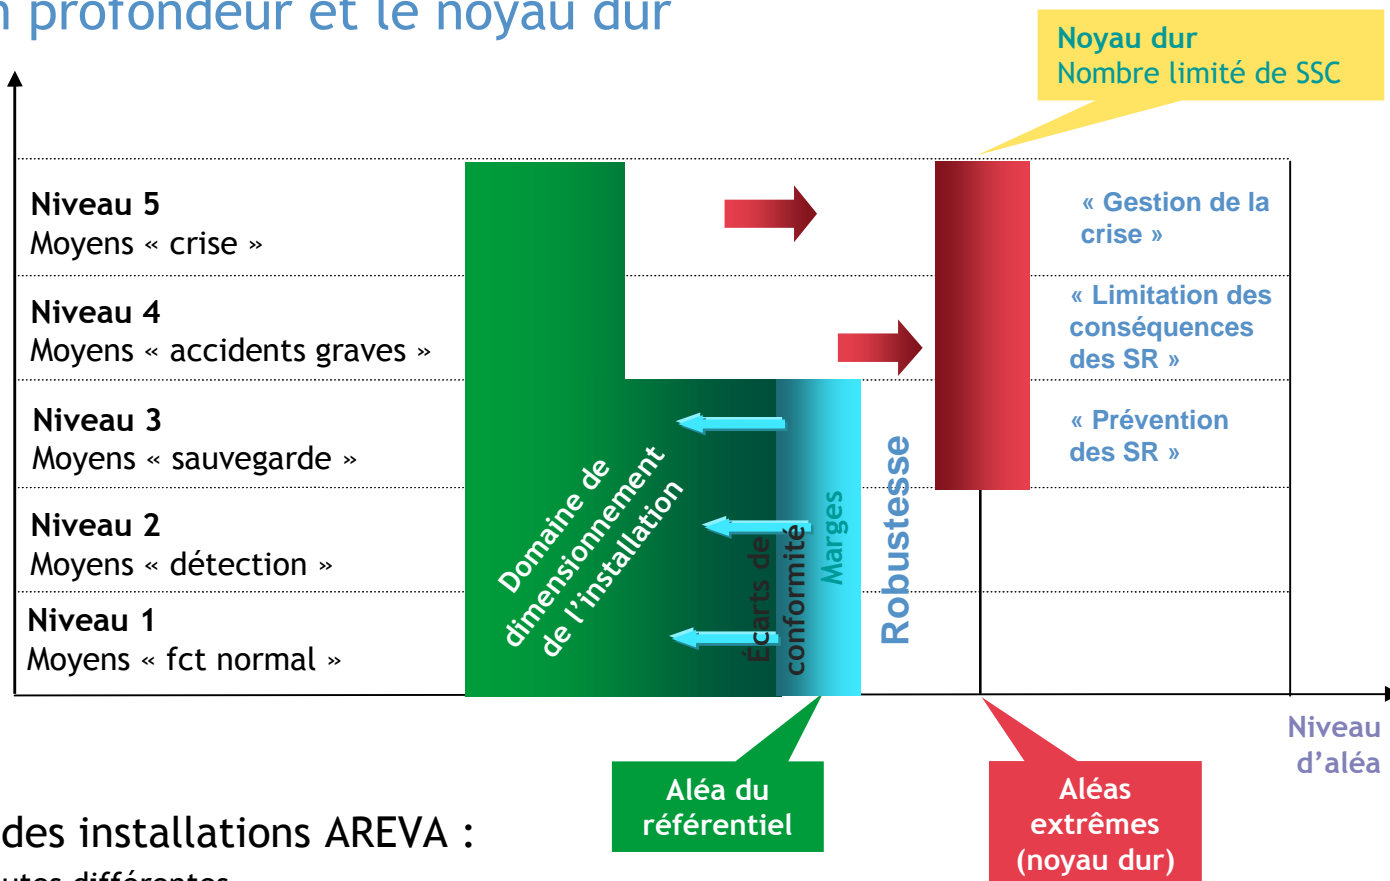 profondeur et le noyau dur
Noyau dur
Nombre limité de SSC
Niveau 5
Moyens « crise »
« Gestion de la
crise »
Niveau 4
Moyens « accidents graves »
« Limitation des
conséquences
des SR »
Niveau 3
Moyens « sauvegarde »
« Prévention
des SR »
Niveau 2
Moyens « détection »
Niveau 1
Moyens « fct normal »
Domaine de
dimensionnement
de l’installation
Écarts de
conformité
Marges
Robustesse
Niveau
d’aléa
Aléa du
référentiel
Aléas
extrêmes
(noyau dur)
des installations AREVA :
différentes